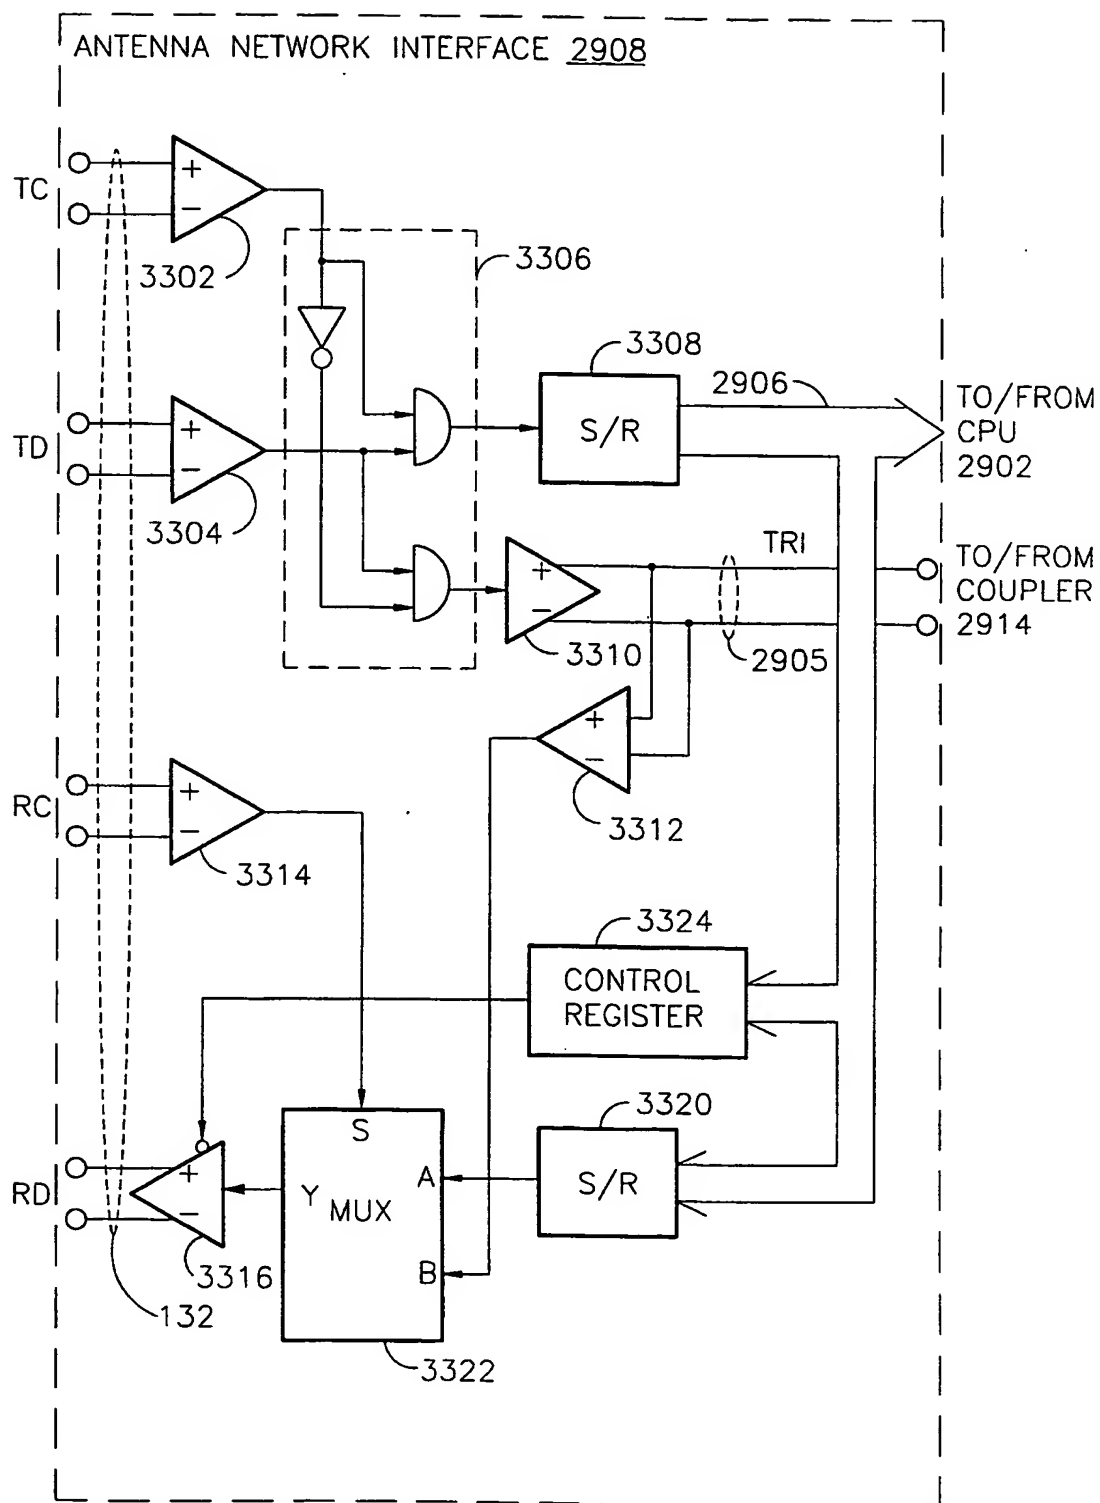 ANTENNA NETWORK INTERFACE 2908
TC
+
−
3302
3306
TD
+
−
3304
3308
S/R
2906
TO/FROM
CPU
2902
TRI
TO/FROM
COUPLER
2914
+
−
3310
2905
+
−
3312
RC
+
−
3314
3324
CONTROL
REGISTER
3320
S/R
S
A
Y
MUX
B
RD
+
−
3316
132
3322